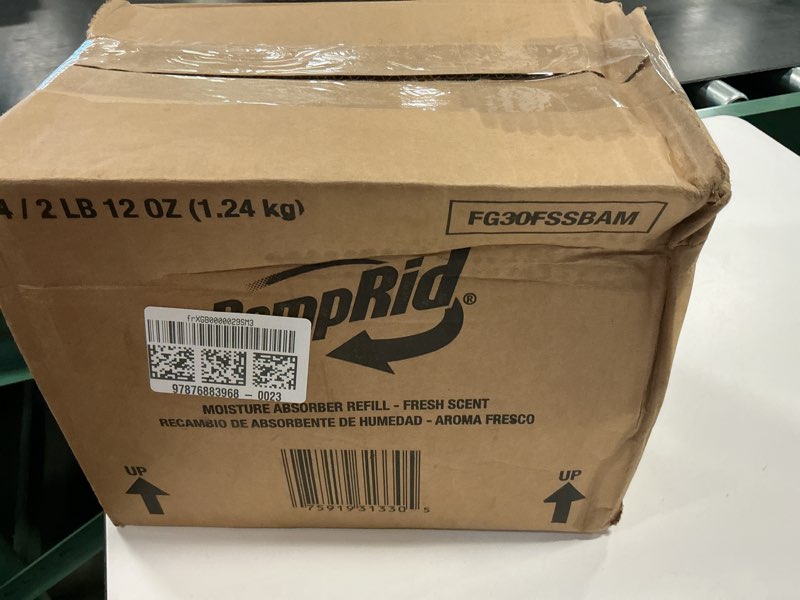 4 / 2 LB 12 OZ (1.24 kg)
FG30FSSBAM
DampRid®
frXGB0000029SM3
97876883968 - 0023
MOISTURE ABSORBER REFILL - FRESH SCENT
RECAMBIO DE ABSORBENTE DE HUMEDAD - AROMA FRESCO
UP
UP
7591931330 5